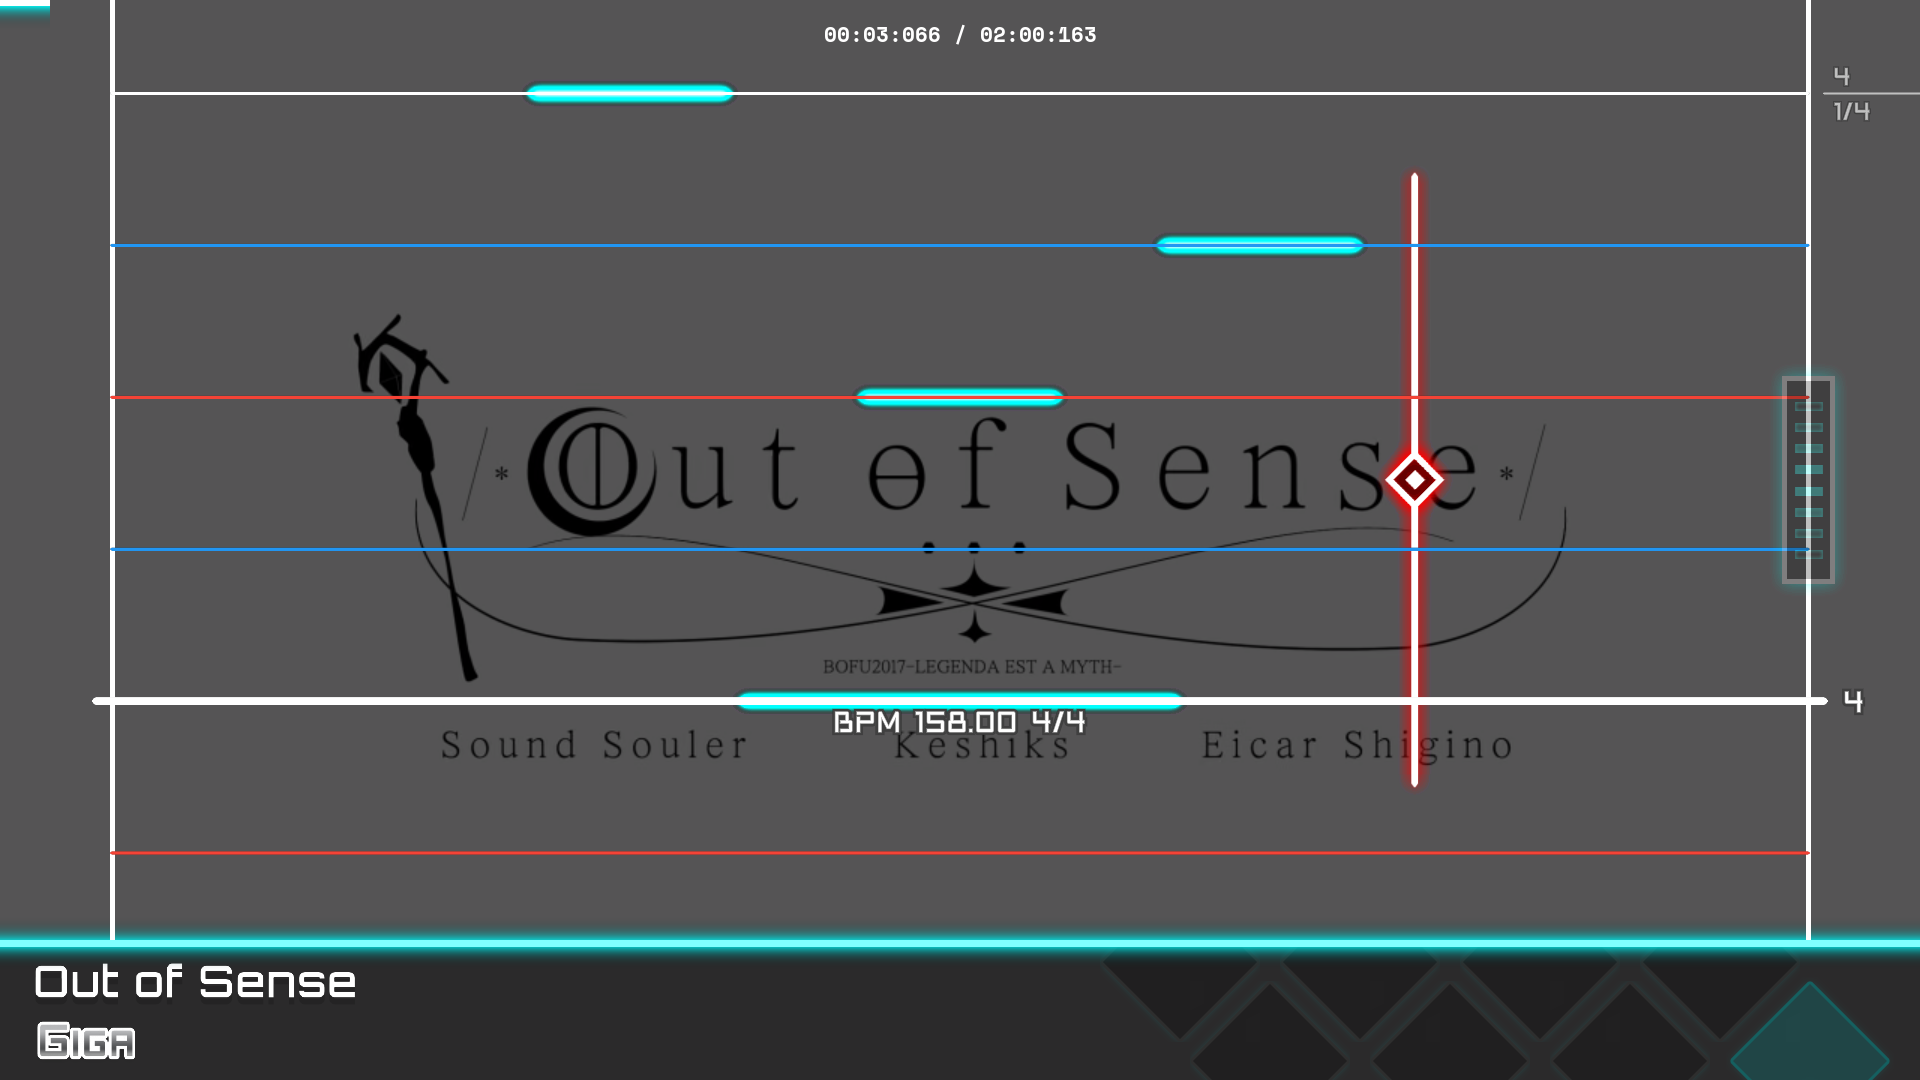 00:03:066 / 02:00:163
4
1/4
*Out of Sense*
BOFU2017-LEGENDA EST A MYTH-
4
BPM 158.00 4/4
Sound Souler Keshiks Eicar Shigino
Out of Sense
GIGA